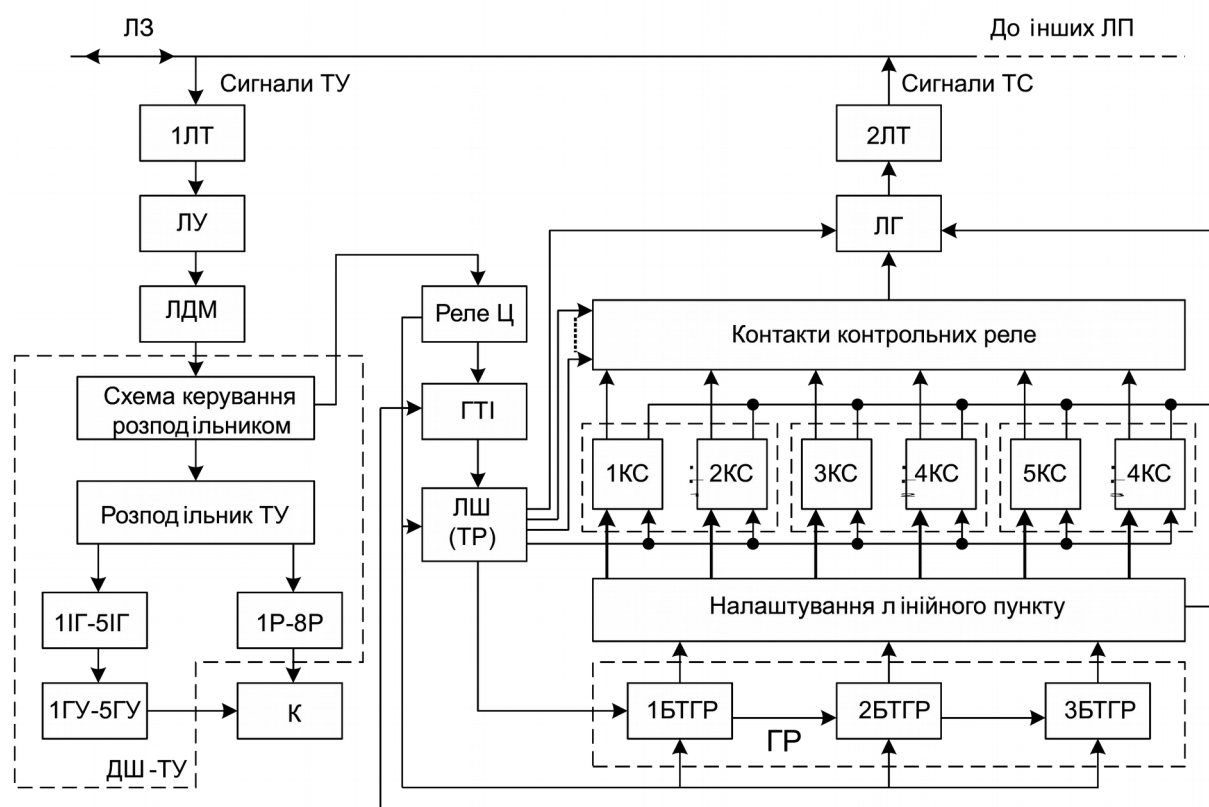 ЛЗ
До інших ЛП
Сигнали ТУ
Сигнали ТС
1ЛТ
2ЛТ
ЛУ
ЛГ
ЛДМ
Реле Ц
Контакти контрольних реле
Схема керування
розподільником
ГТІ
1КС
2КС
3КС
4КС
5КС
4КС
Розподільник ТУ
ЛШ
(ТР)
1ІГ-5ІГ
1Р-8Р
Налаштування лінійного пункту
1ГУ-5ГУ
К
1БТГР
2БТГР
3БТГР
ГР
ДШ-ТУ